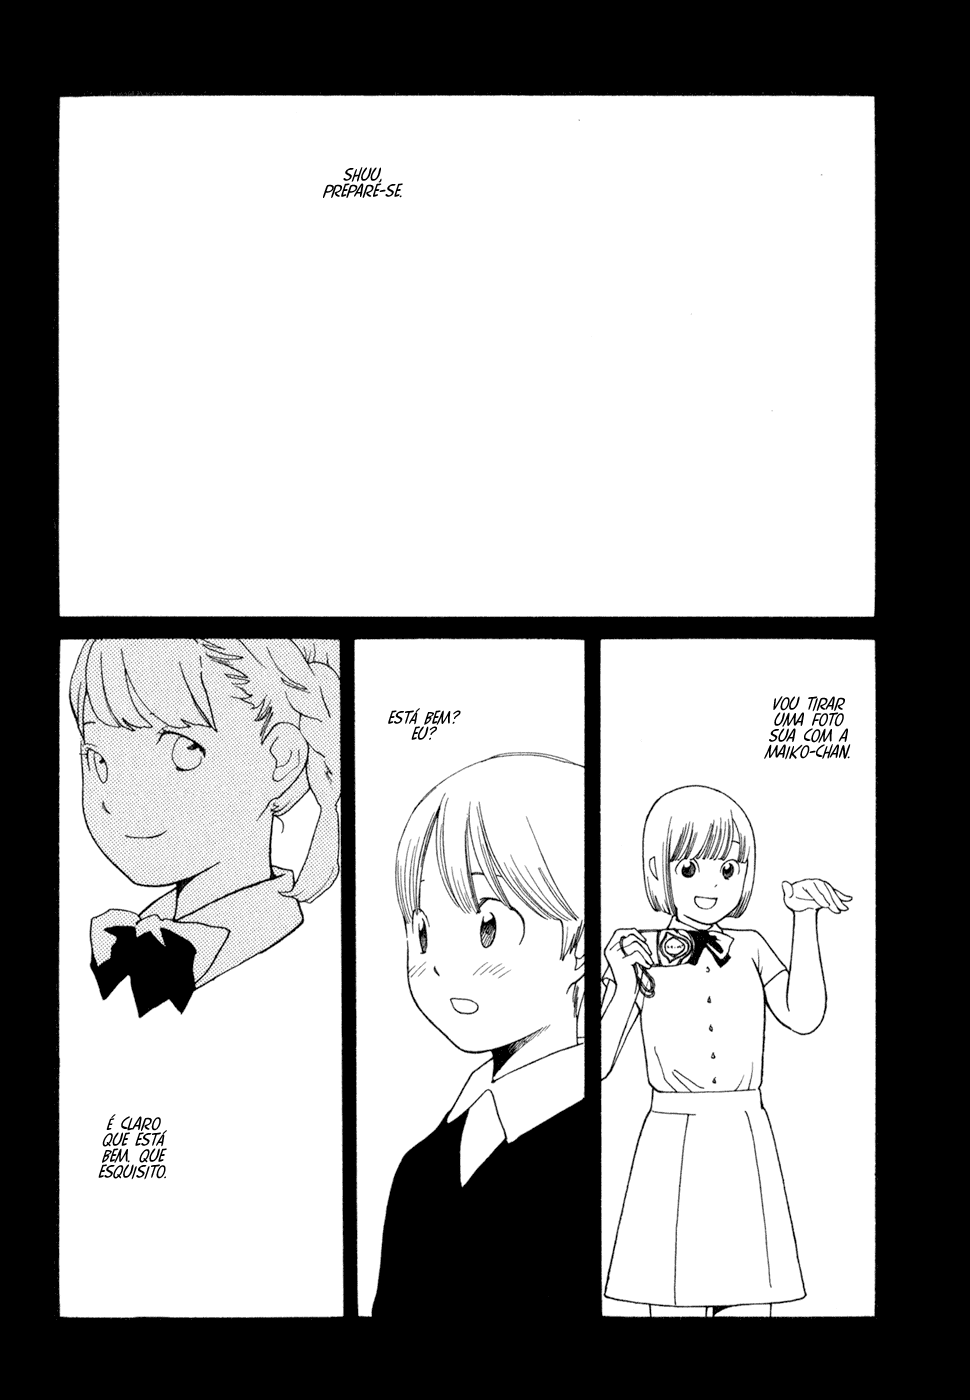 SHUU,
PREPARÉ-SE.
VOU TIRAR
UMA FOTO
SUA COM A
MAIKO-CHAN.
ESTÁ BEM?
EU?
É CLARO
QUE ESTÁ
BEM. QUE
ESQUISITO.